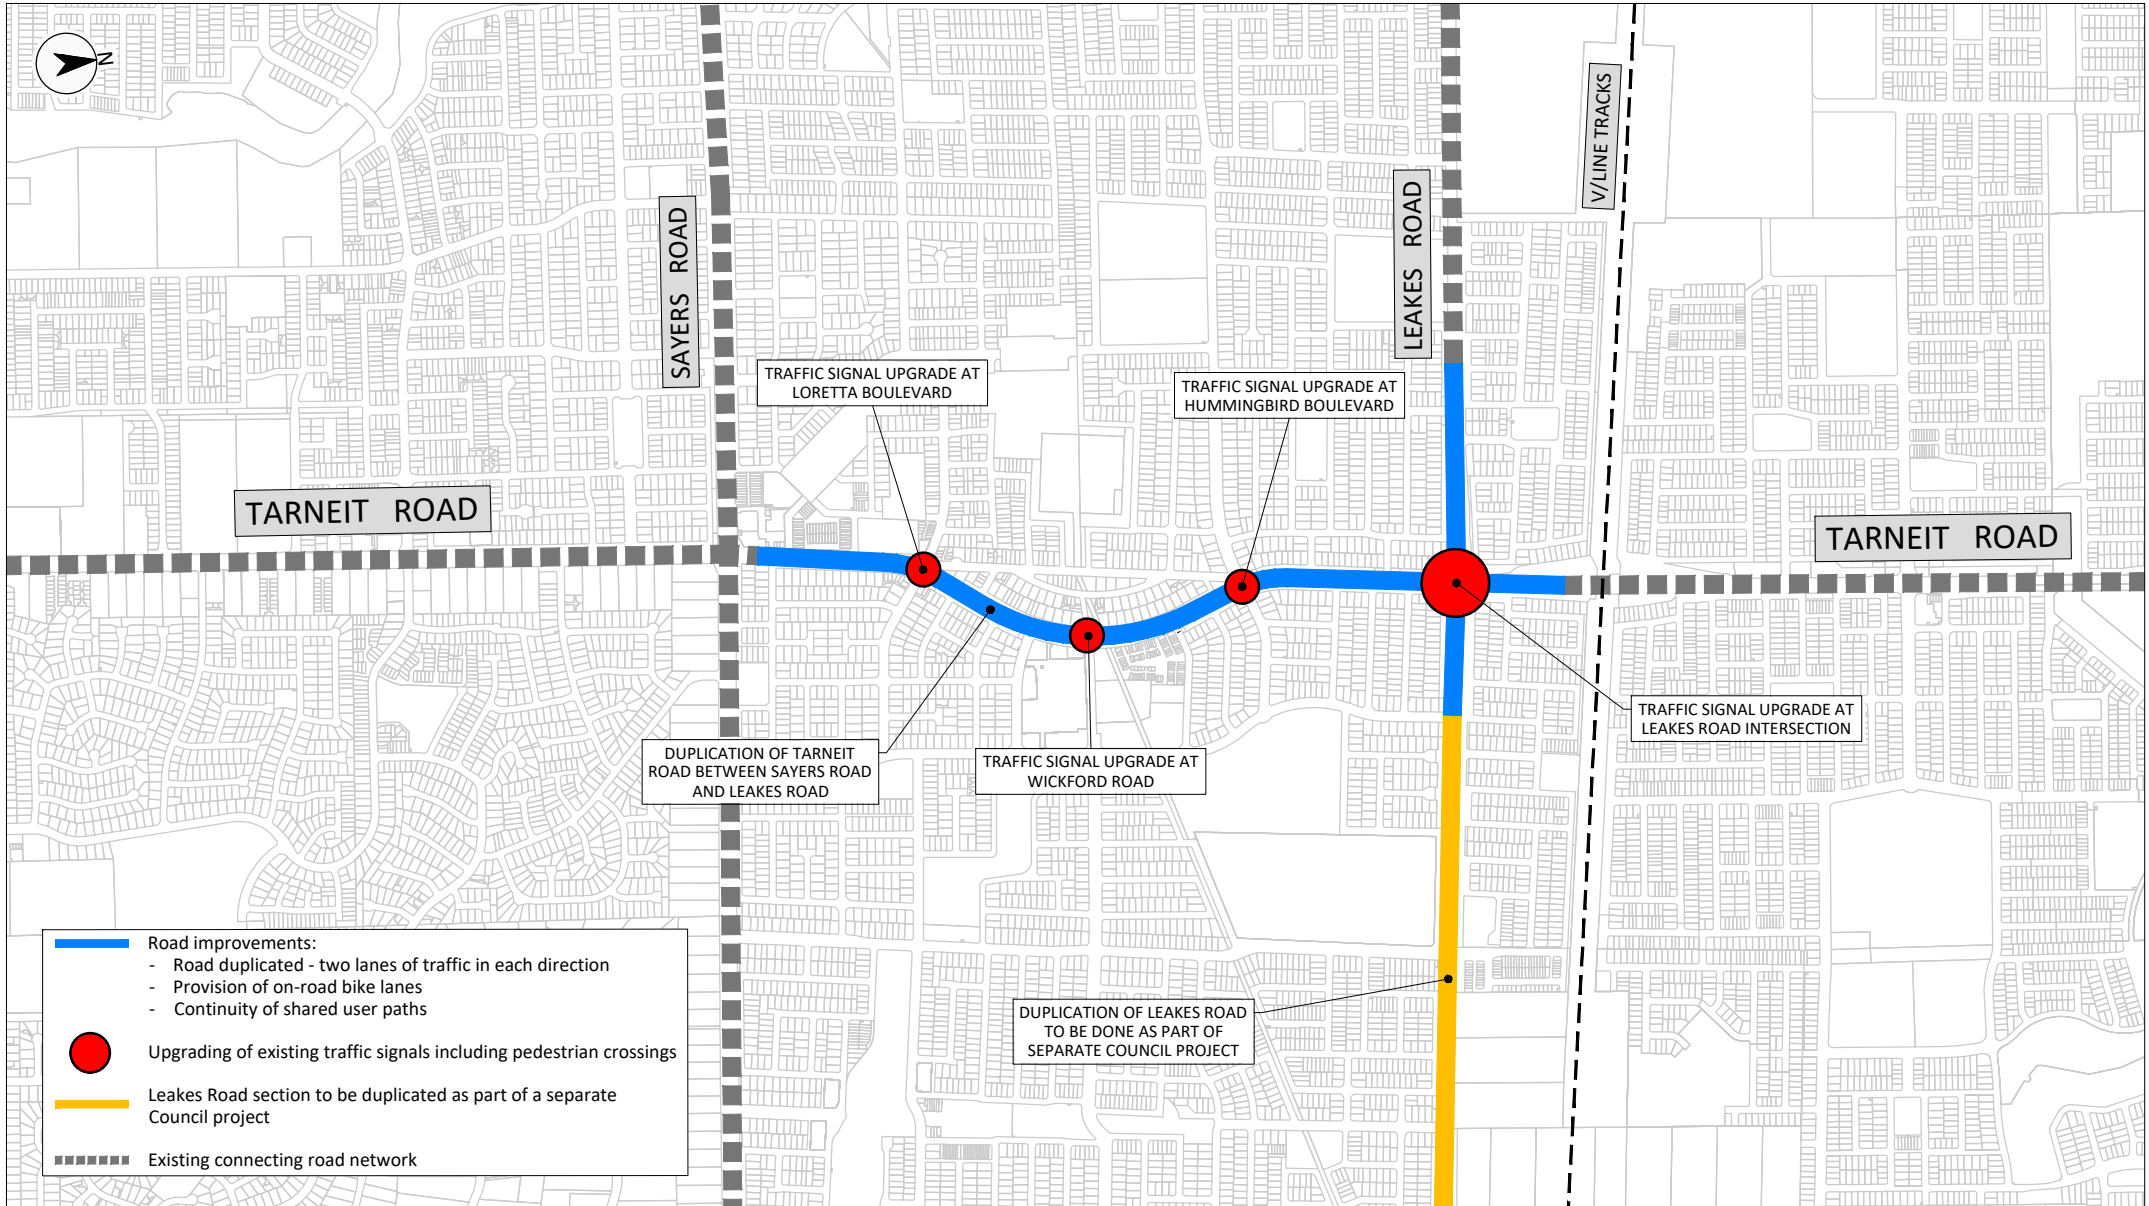 N
SAYERS ROAD
LEAKES ROAD
V/LINE TRACKS
TRAFFIC SIGNAL UPGRADE AT
LORETTA BOULEVARD
TRAFFIC SIGNAL UPGRADE AT
HUMMINGBIRD BOULEVARD
TARNEIT ROAD
TARNEIT ROAD
TRAFFIC SIGNAL UPGRADE AT
LEAKES ROAD INTERSECTION
DUPLICATION OF TARNEIT
ROAD BETWEEN SAYERS ROAD
AND LEAKES ROAD
TRAFFIC SIGNAL UPGRADE AT
WICKFORD ROAD
DUPLICATION OF LEAKES ROAD
TO BE DONE AS PART OF
SEPARATE COUNCIL PROJECT
Road improvements:
- Road duplicated - two lanes of traffic in each direction
- Provision of on-road bike lanes
- Continuity of shared user paths
Upgrading of existing traffic signals including pedestrian crossings
Leakes Road section to be duplicated as part of a separate
Council project
Existing connecting road network